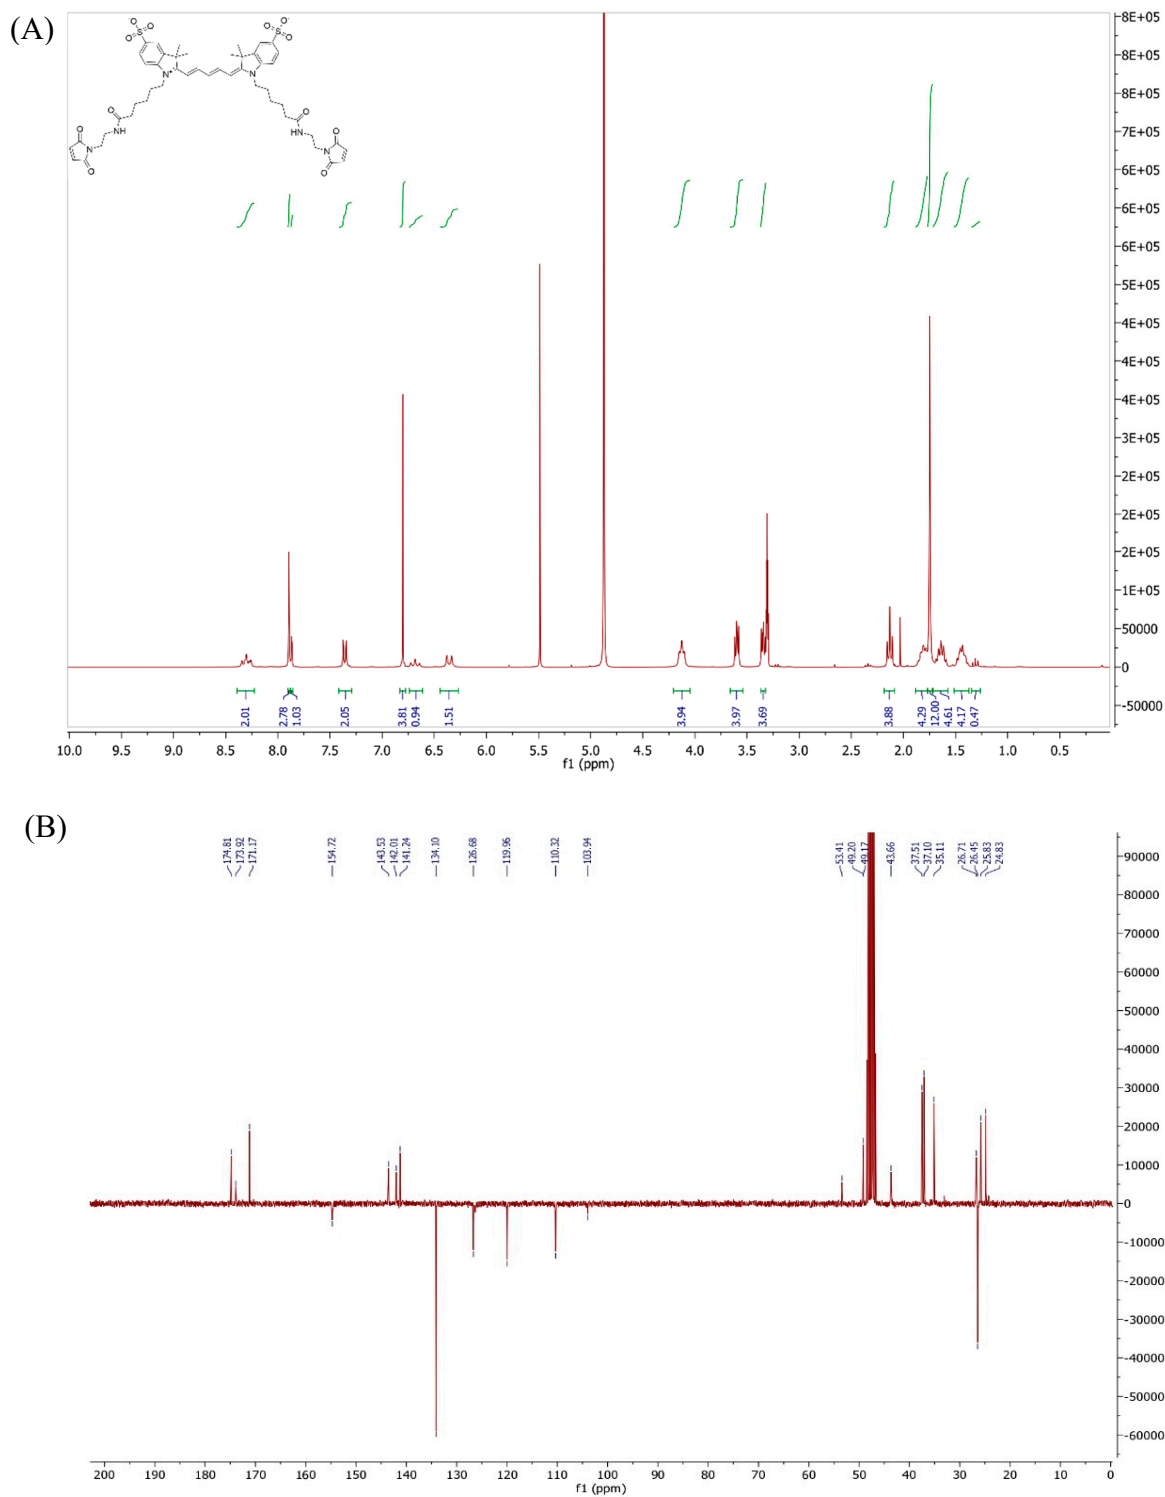 (A)
O⁻
O
S
O
O⁻
O
S
O
N⁺
N
O
NH
O
HN
O
N
O
O
N
O
8E+05
8E+05
8E+05
7E+05
6E+05
6E+05
6E+05
5E+05
4E+05
4E+05
4E+05
3E+05
2E+05
2E+05
2E+05
1E+05
50000
0
-50000
2.01
2.78
1.03
2.05
3.81
0.94
1.51
3.94
3.97
3.69
3.88
4.29
12.00
4.61
4.17
0.47
10.0 9.5 9.0 8.5 8.0 7.5 7.0 6.5 6.0 5.5 5.0 4.5 4.0 3.5 3.0 2.5 2.0 1.5 1.0 0.5
f1 (ppm)
(B)
174.81
173.92
171.17
154.72
143.53
142.01
141.24
134.10
126.68
119.96
110.32
103.94
53.41
49.20
49.17
43.66
37.51
37.10
35.11
26.71
26.45
25.83
24.83
90000
80000
70000
60000
50000
40000
30000
20000
10000
0
-10000
-20000
-30000
-40000
-50000
-60000
200 190 180 170 160 150 140 130 120 110 100 90 80 70 60 50 40 30 20 10 0
f1 (ppm)